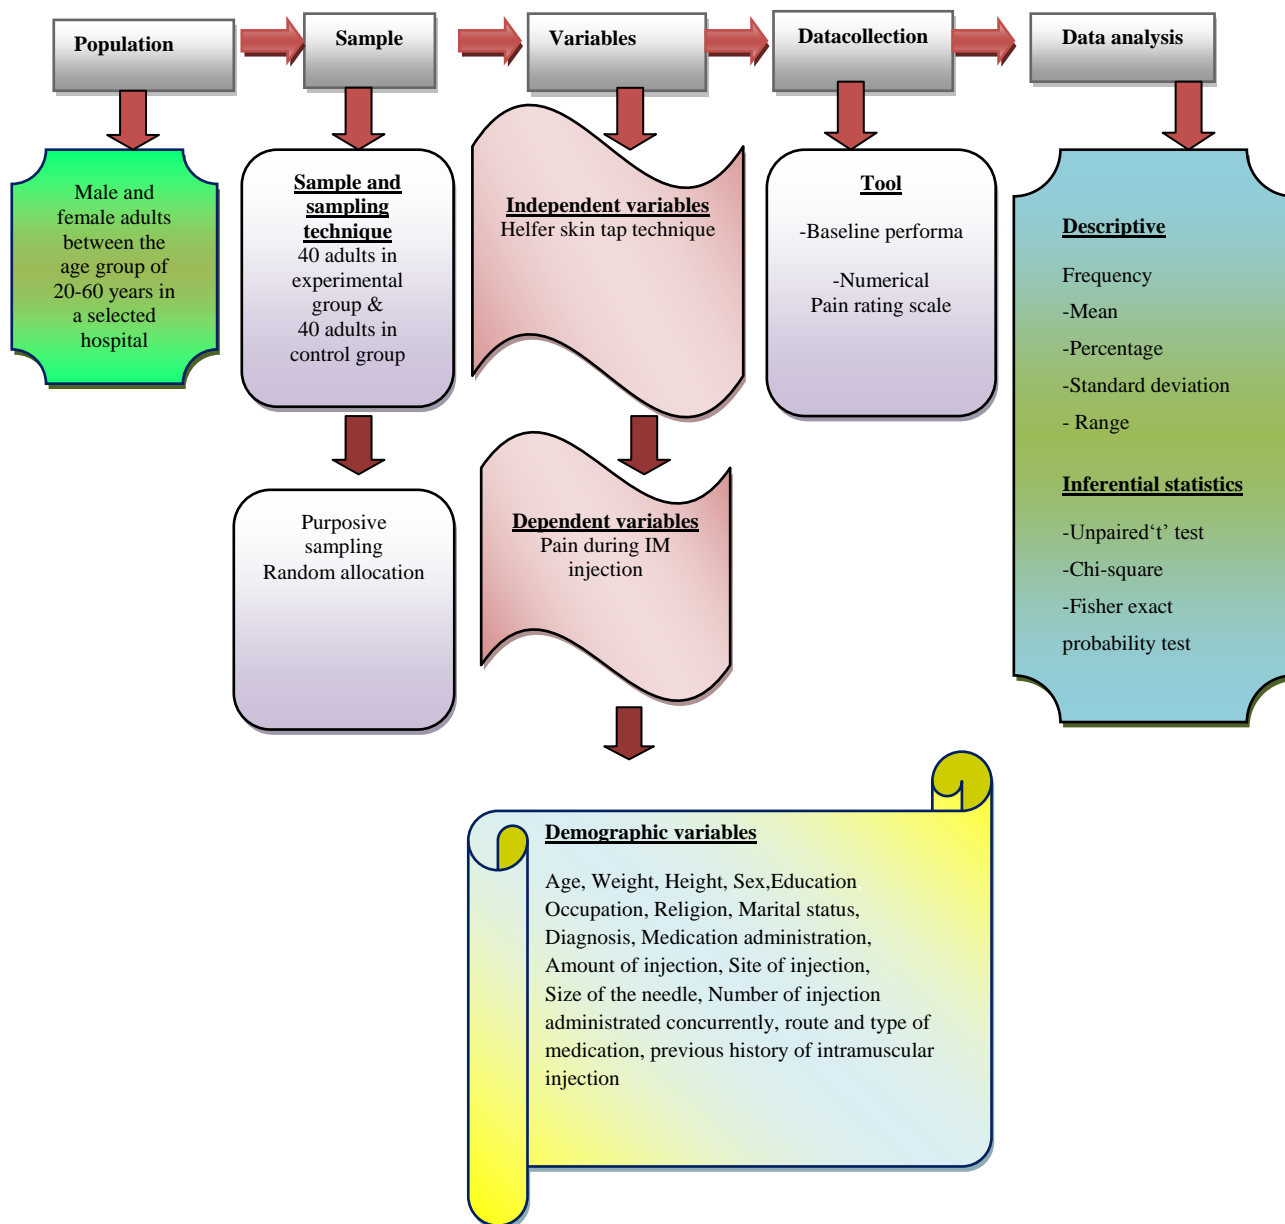 Population
Sample
Variables
Datacollection
Data analysis
Male and
female adults
between the
age group of
20-60 years in
a selected
hospital
Sample and
sampling
technique
40 adults in
experimental
group &
40 adults in
control group
Purposive
sampling
Random allocation
Independent variables
Helfer skin tap technique
Dependent variables
Pain during IM
injection
Tool
-Baseline performa
-Numerical
Pain rating scale
Descriptive
Frequency
-Mean
-Percentage
-Standard deviation
- Range
Inferential statistics
-Unpaired‘t’ test
-Chi-square
-Fisher exact
probability test
Demographic variables
Age, Weight, Height, Sex,Education
Occupation, Religion, Marital status,
Diagnosis, Medication administration,
Amount of injection, Site of injection,
Size of the needle, Number of injection
administrated concurrently, route and type of
medication, previous history of intramuscular
injection